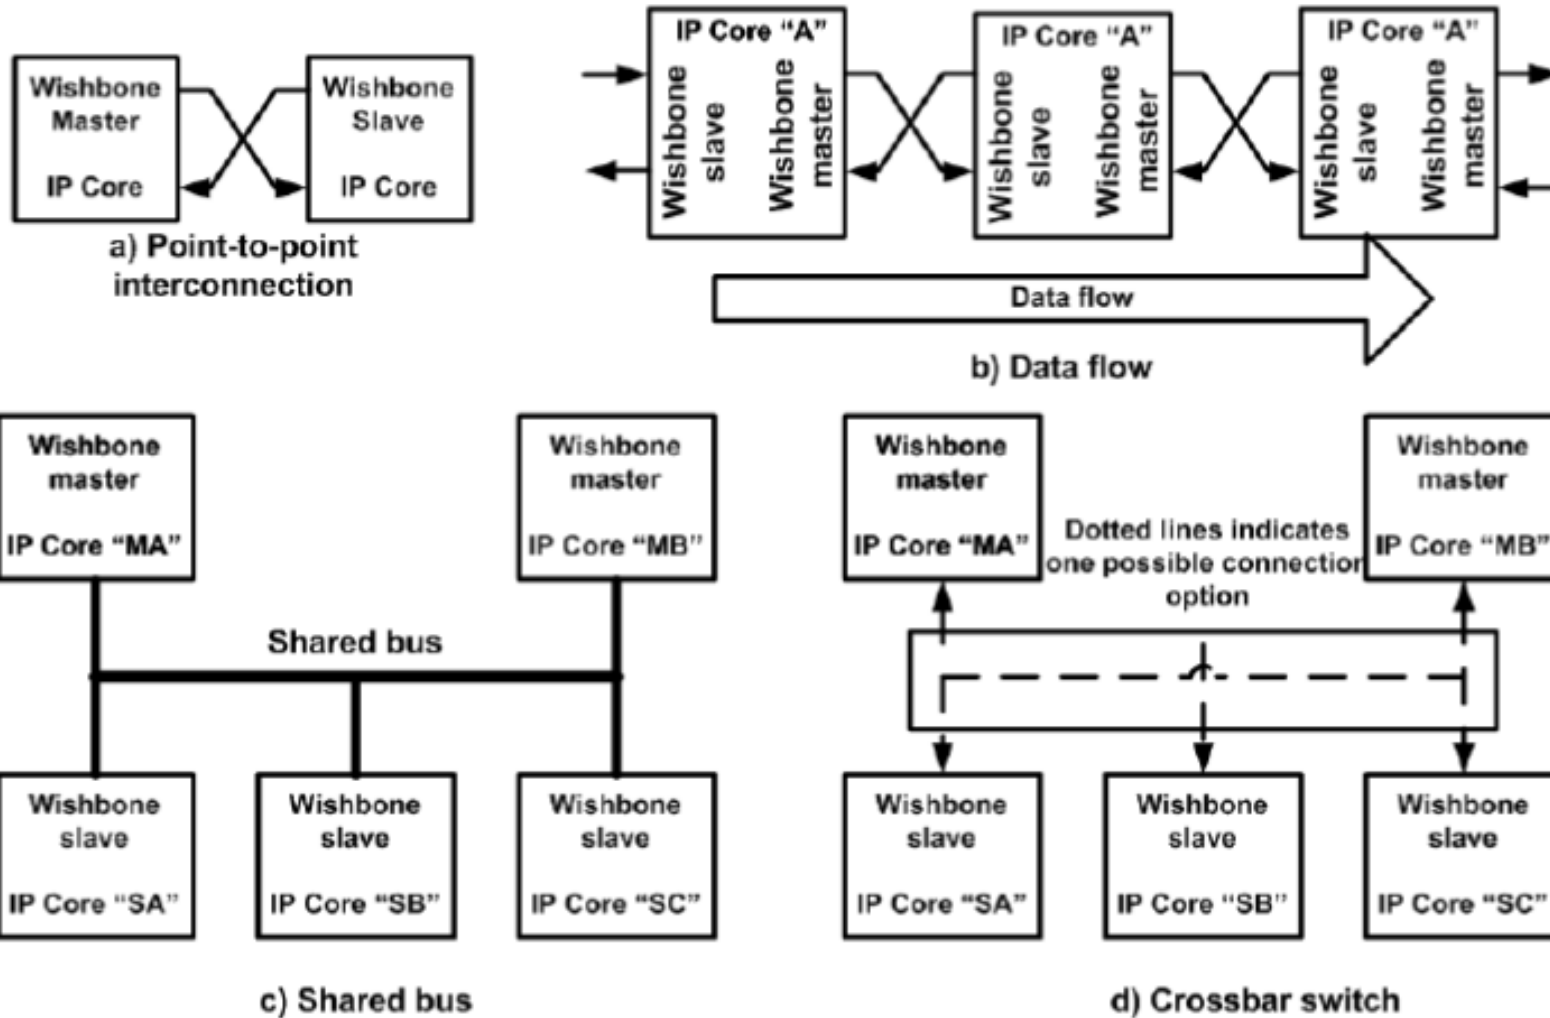 Wishbone
Master
IP Core
Wishbone
Slave
IP Core
a) Point-to-point
interconnection
IP Core “A”
Wishbone
slave
Wishbone
master
IP Core “A”
Wishbone
slave
Wishbone
master
IP Core “A”
Wishbone
slave
Wishbone
master
Data flow
b) Data flow
Wishbone
master
IP Core “MA”
Wishbone
master
IP Core “MB”
Shared bus
Wishbone
slave
IP Core “SA”
Wishbone
slave
IP Core “SB”
Wishbone
slave
IP Core “SC”
c) Shared bus
Wishbone
master
IP Core “MA”
Dotted lines indicates
one possible connection
option
Wishbone
master
IP Core “MB”
Wishbone
slave
IP Core “SA”
Wishbone
slave
IP Core “SB”
Wishbone
slave
IP Core “SC”
d) Crossbar switch